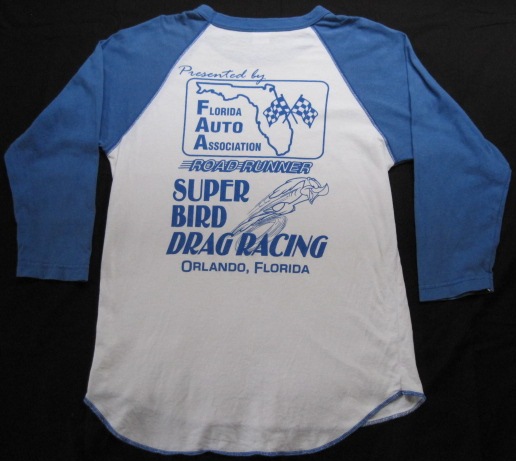 Presented by
FLORIDA
AUTO
ASSOCIATION
ROAD RUNNER
SUPER
BIRD
DRAG RACING
ORLANDO, FLORIDA